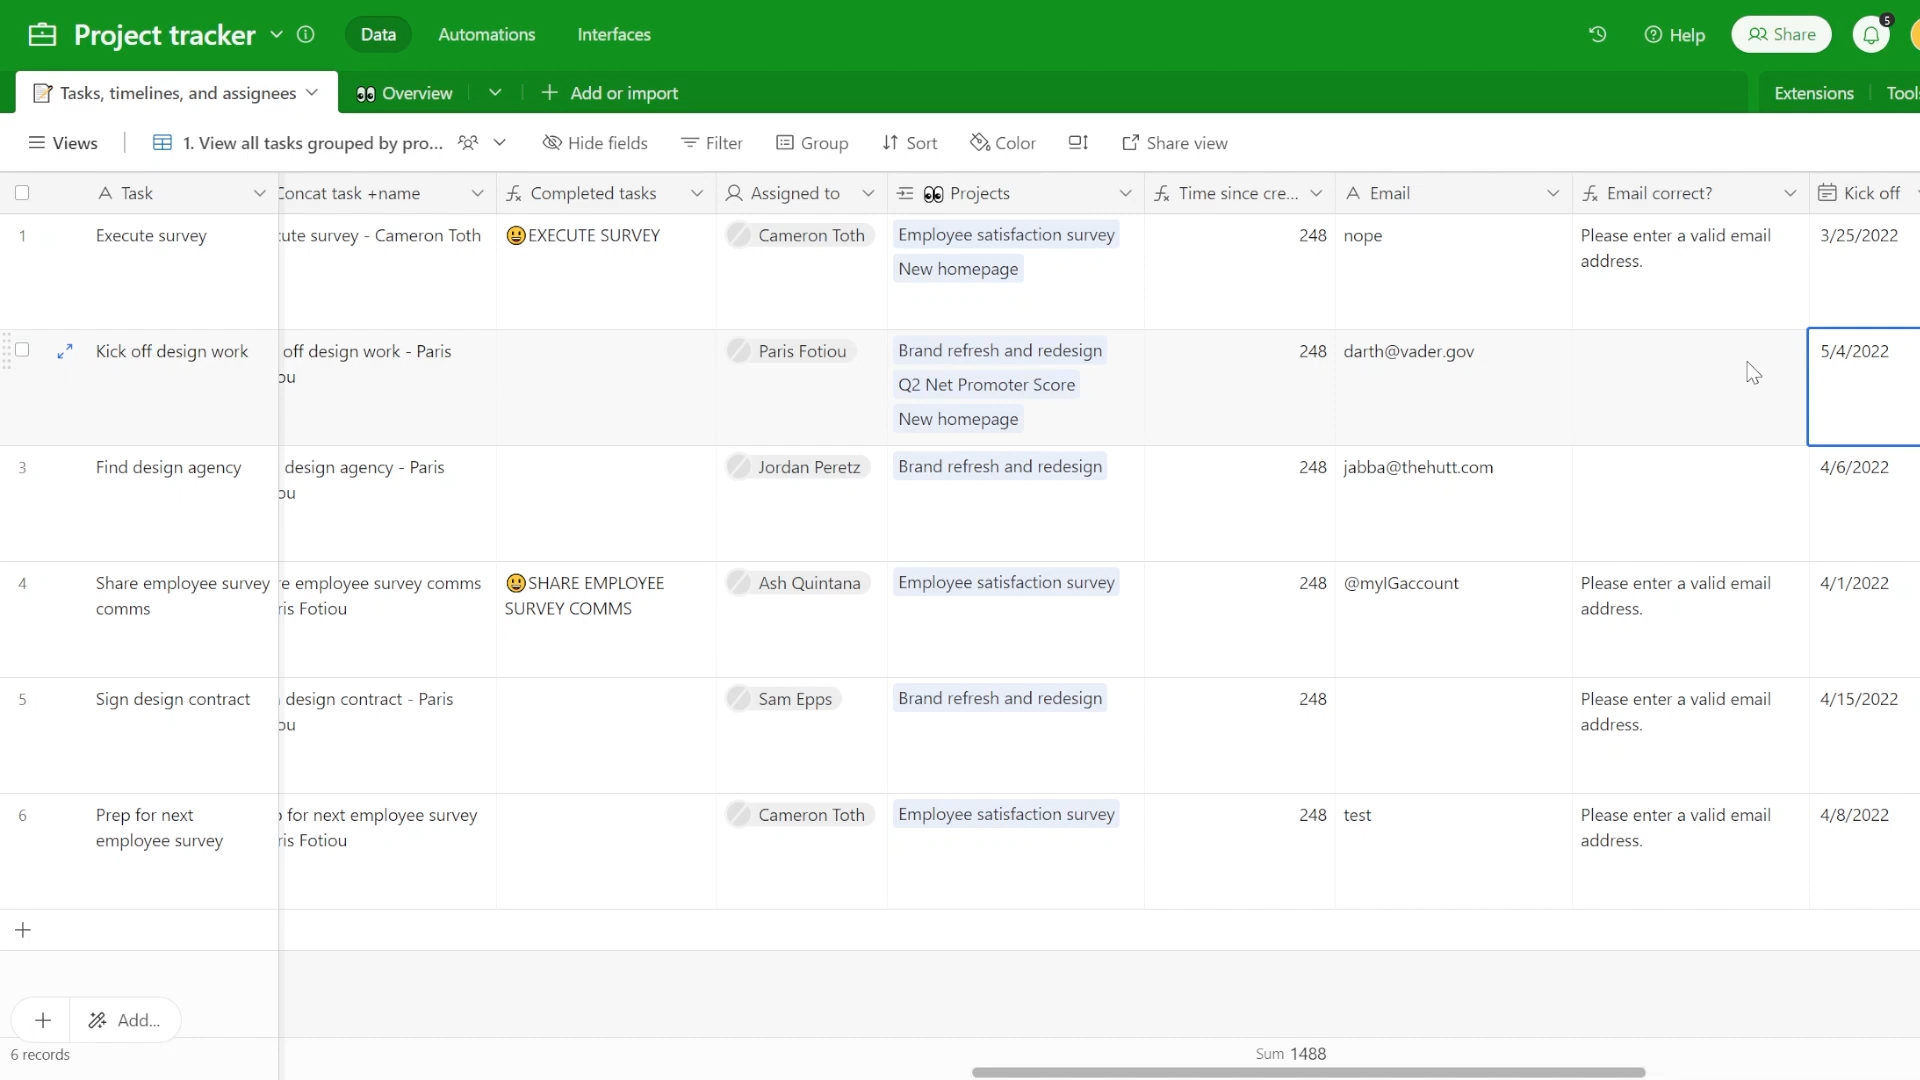 Project tracker
Data
Automations
Interfaces
Help
Share
5
Tasks, timelines, and assignees
Overview
Add or import
Extensions
Tools
Views
1. View all tasks grouped by pro...
Hide fields
Filter
Group
Sort
Color
Share view
Task
Concat task +name
Completed tasks
Assigned to
Projects
Time since cre...
Email
Email correct?
Kick off
1
Execute survey
cute survey - Cameron Toth
😃EXECUTE SURVEY
Cameron Toth
Employee satisfaction survey
New homepage
248
nope
Please enter a valid email
address.
3/25/2022
Kick off design work
off design work - Paris
ou
Paris Fotiou
Brand refresh and redesign
Q2 Net Promoter Score
New homepage
248
darth@vader.gov
5/4/2022
3
Find design agency
design agency - Paris
ou
Jordan Peretz
Brand refresh and redesign
248
jabba@thehutt.com
4/6/2022
4
Share employee survey
comms
re employee survey comms
ris Fotiou
😃SHARE EMPLOYEE
SURVEY COMMS
Ash Quintana
Employee satisfaction survey
248
@myIGaccount
Please enter a valid email
address.
4/1/2022
5
Sign design contract
design contract - Paris
ou
Sam Epps
Brand refresh and redesign
248
Please enter a valid email
address.
4/15/2022
6
Prep for next
employee survey
for next employee survey
ris Fotiou
Cameron Toth
Employee satisfaction survey
248
test
Please enter a valid email
address.
4/8/2022
Add...
6 records
Sum 1488